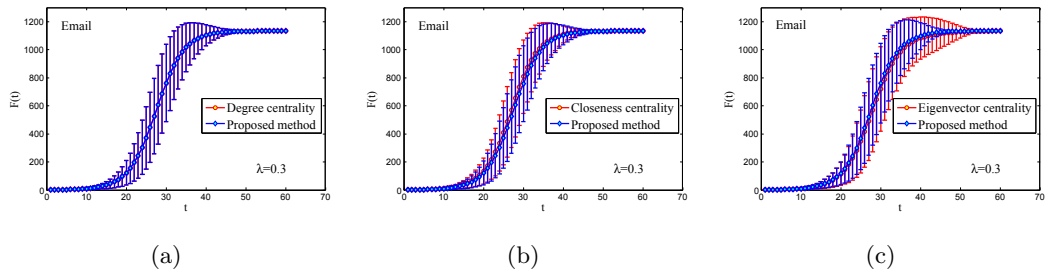 Email
F(t)
1200
1000
800
600
400
200
0
Degree centrality
Proposed method
λ=0.3
0 10 20 30 40 50 60 70
t
(a)
Email
F(t)
1200
1000
800
600
400
200
0
Closeness centrality
Proposed method
λ=0.3
0 10 20 30 40 50 60 70
t
(b)
Email
F(t)
1200
1000
800
600
400
200
0
Eigenvector centrality
Proposed method
λ=0.3
0 10 20 30 40 50 60 70
t
(c)